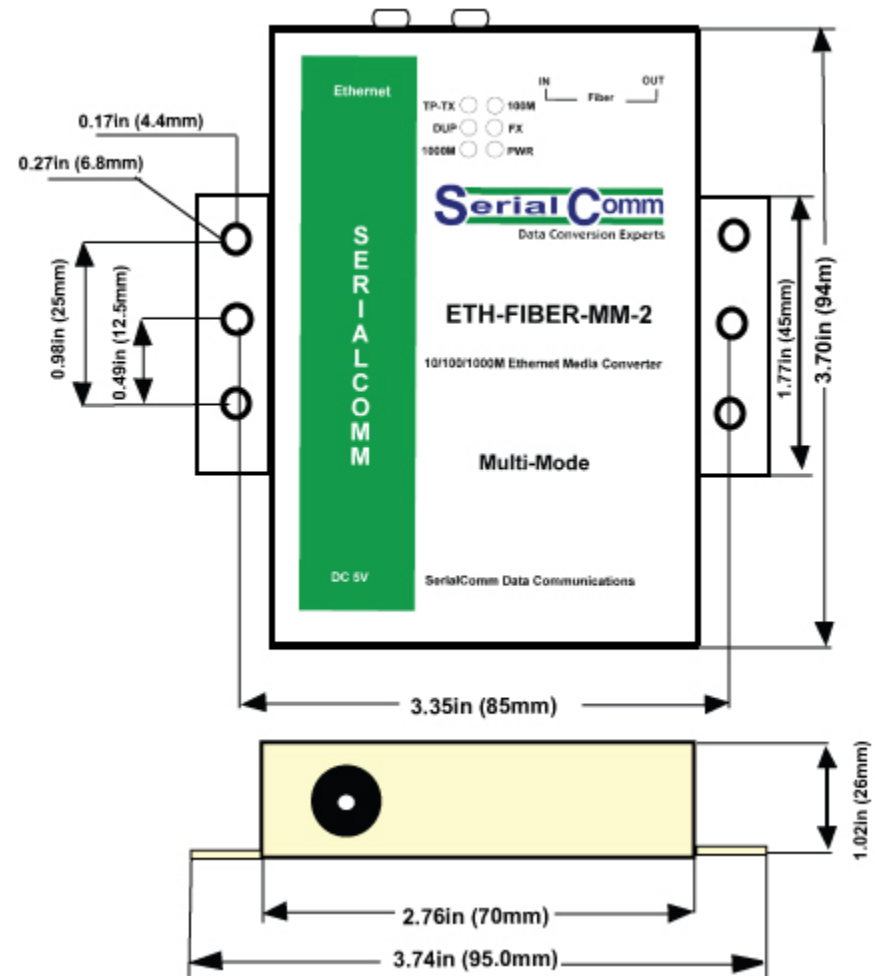 Ethernet
IN OUT
Fiber
TP-TX 100M
DUP FX
1000M PWR
0.17in (4.4mm)
0.27in (6.8mm)
SerialComm
Data Conversion Experts
SERIALCOMM
0.98in (25mm)
0.49in (12.5mm)
ETH-FIBER-MM-2
10/100/1000M Ethernet Media Converter
1.77in (45mm)
3.70in (94m)
Multi-Mode
DC 5V
SerialComm Data Communications
3.35in (85mm)
1.02in (26mm)
2.76in (70mm)
3.74in (95.0mm)